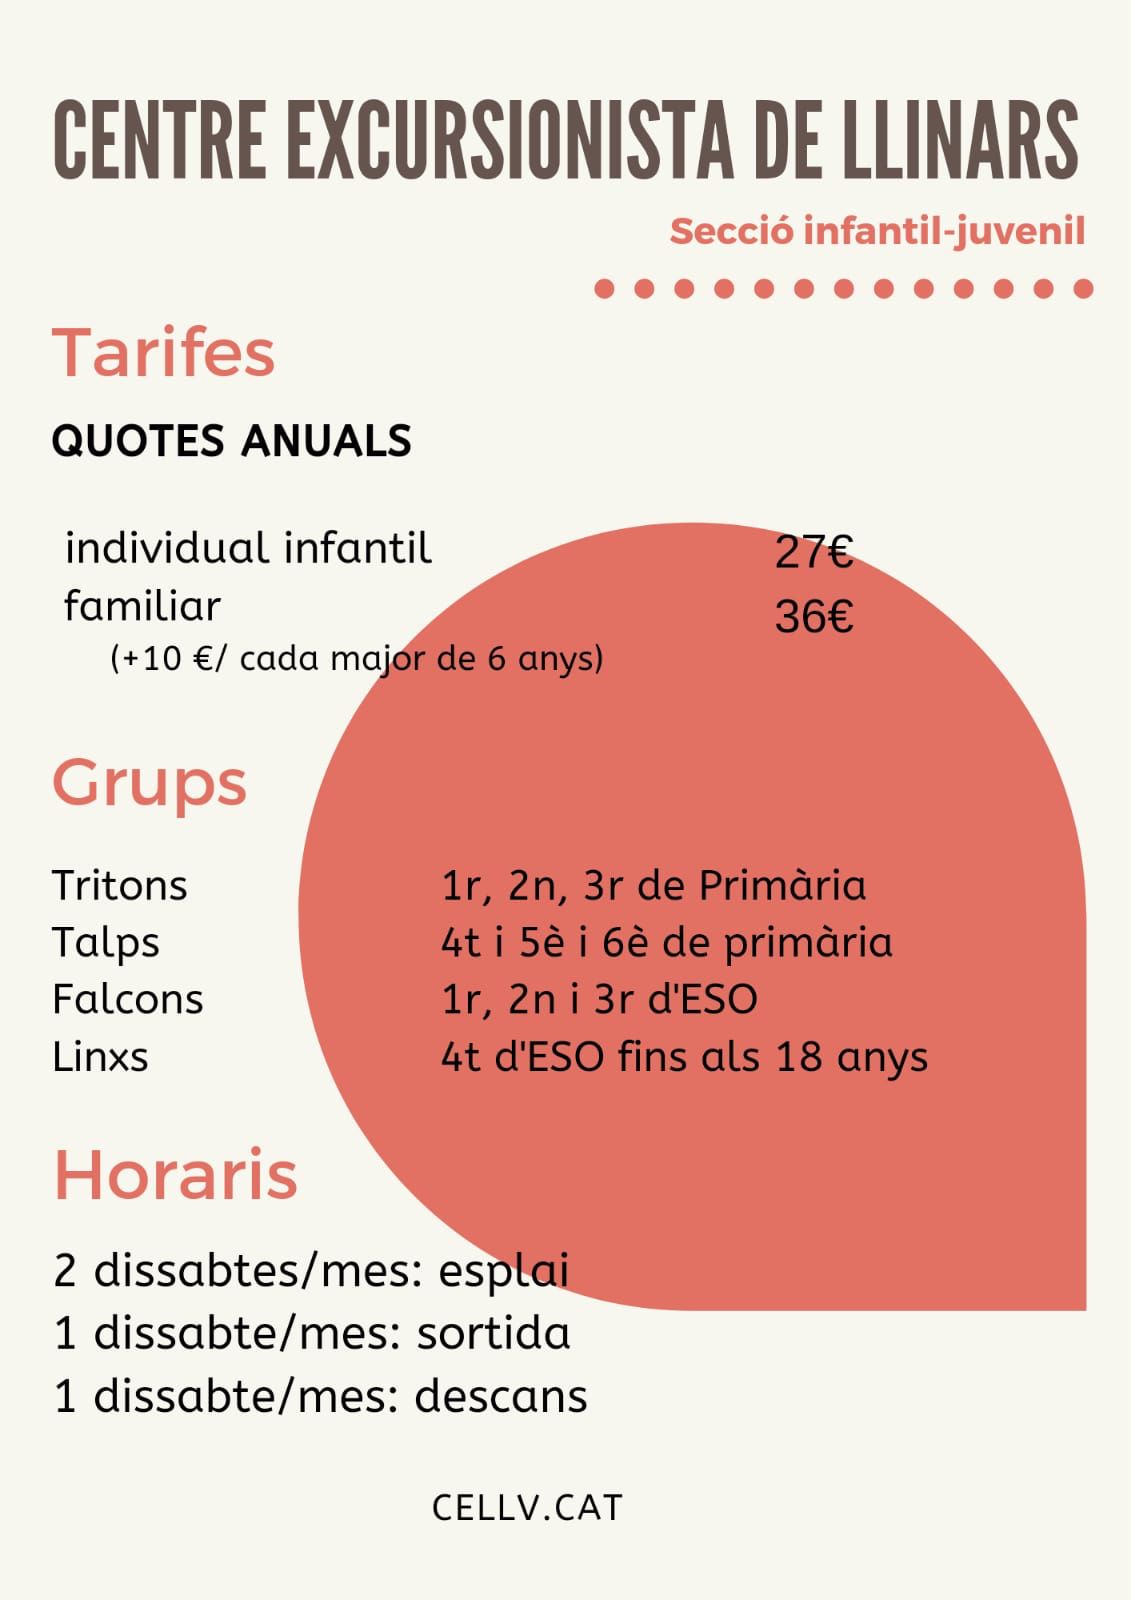 CENTRE EXCURSIONISTA DE LLINARS
Secció infantil-juvenil
Tarifes
QUOTES ANUALS
individual infantil 27€
familiar 36€
(+10 €/ cada major de 6 anys)
Grups
Tritons 1r, 2n, 3r de Primària
Talps 4t i 5è i 6è de primària
Falcons 1r, 2n i 3r d'ESO
Linxs 4t d'ESO fins als 18 anys
Horaris
2 dissabtes/mes: esplai
1 dissabte/mes: sortida
1 dissabte/mes: descans
CELLV.CAT